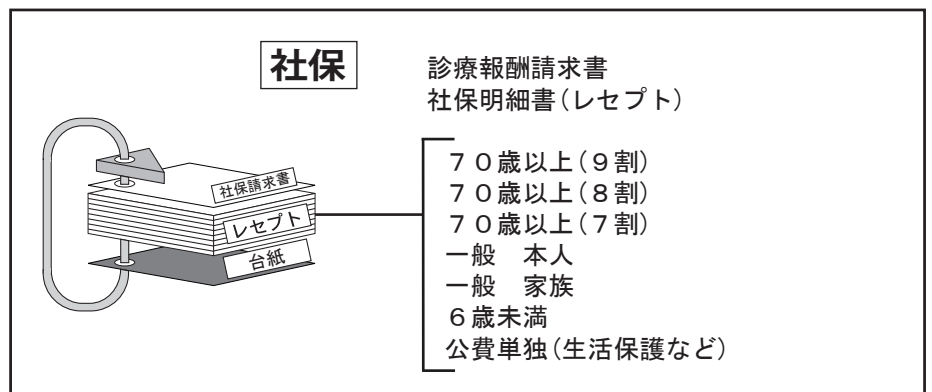 社保
診療報酬請求書
社保明細書(レセプト)
社保請求書
レセプト
台紙
70歳以上(9割)
70歳以上(8割)
70歳以上(7割)
一般 本人
一般 家族
6歳未満
公費単独(生活保護など)